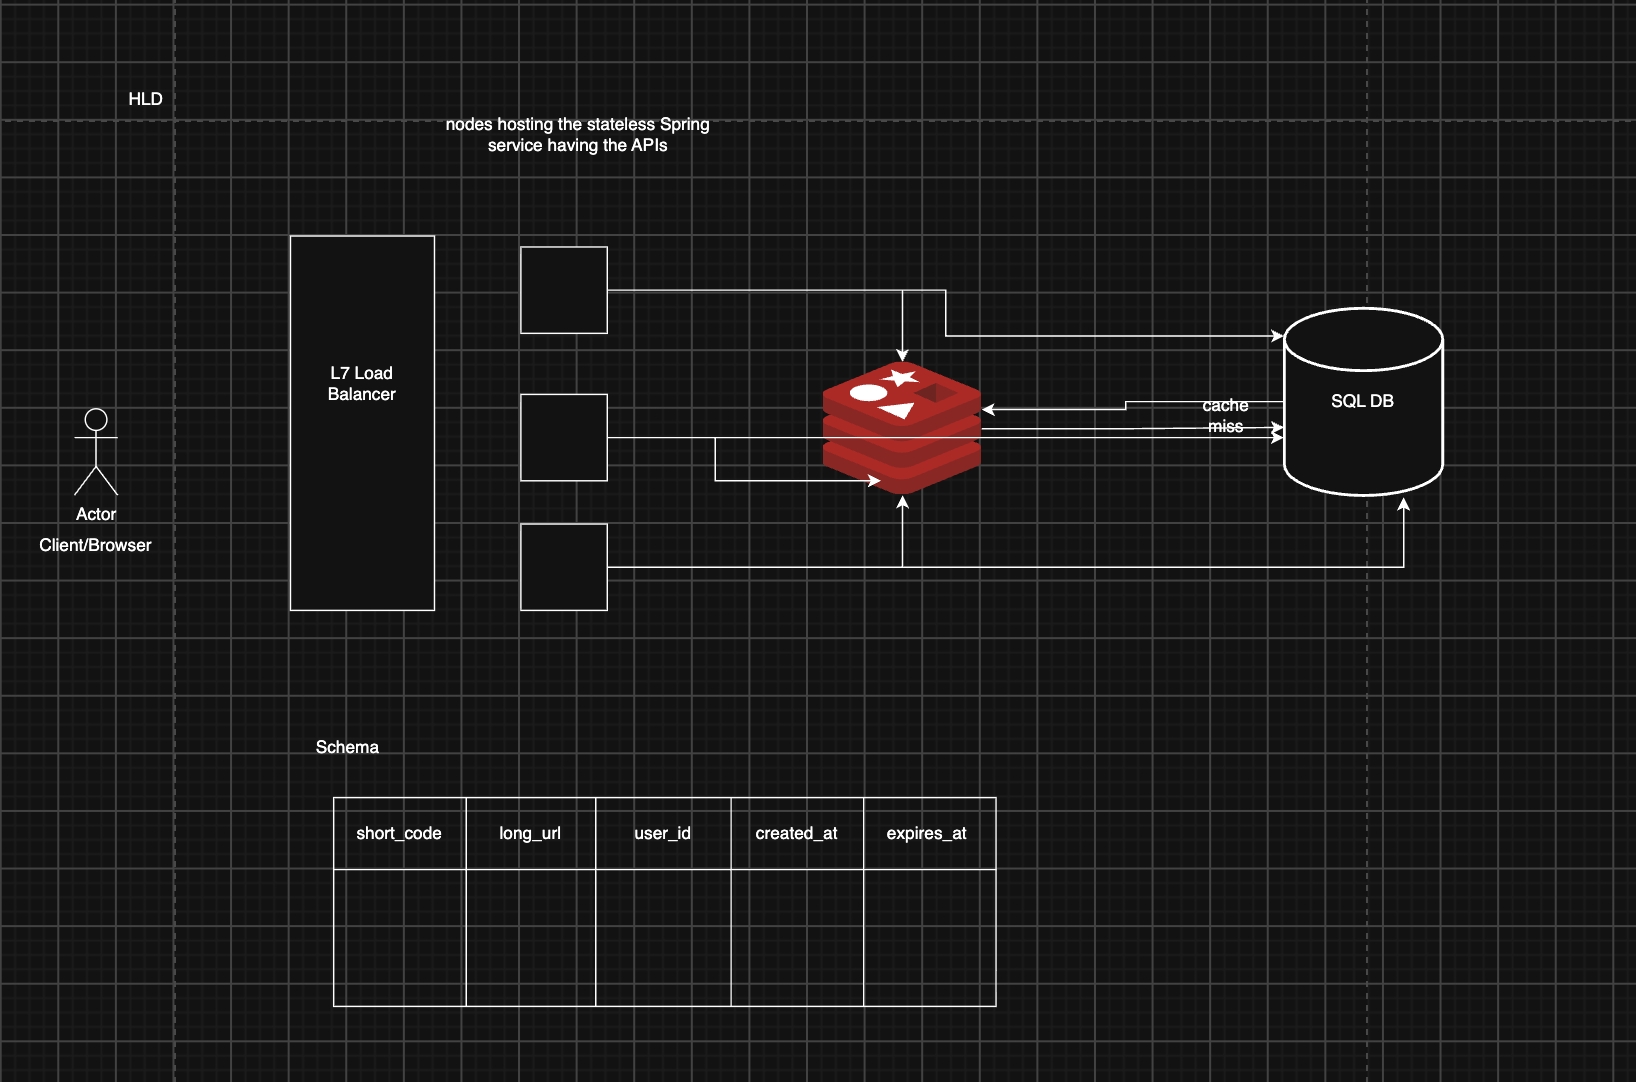 HLD
nodes hosting the stateless Spring
service having the APIs
L7 Load
Balancer
cache
miss
SQL DB
Actor
Client/Browser
Schema
short_code
long_url
user_id
created_at
expires_at